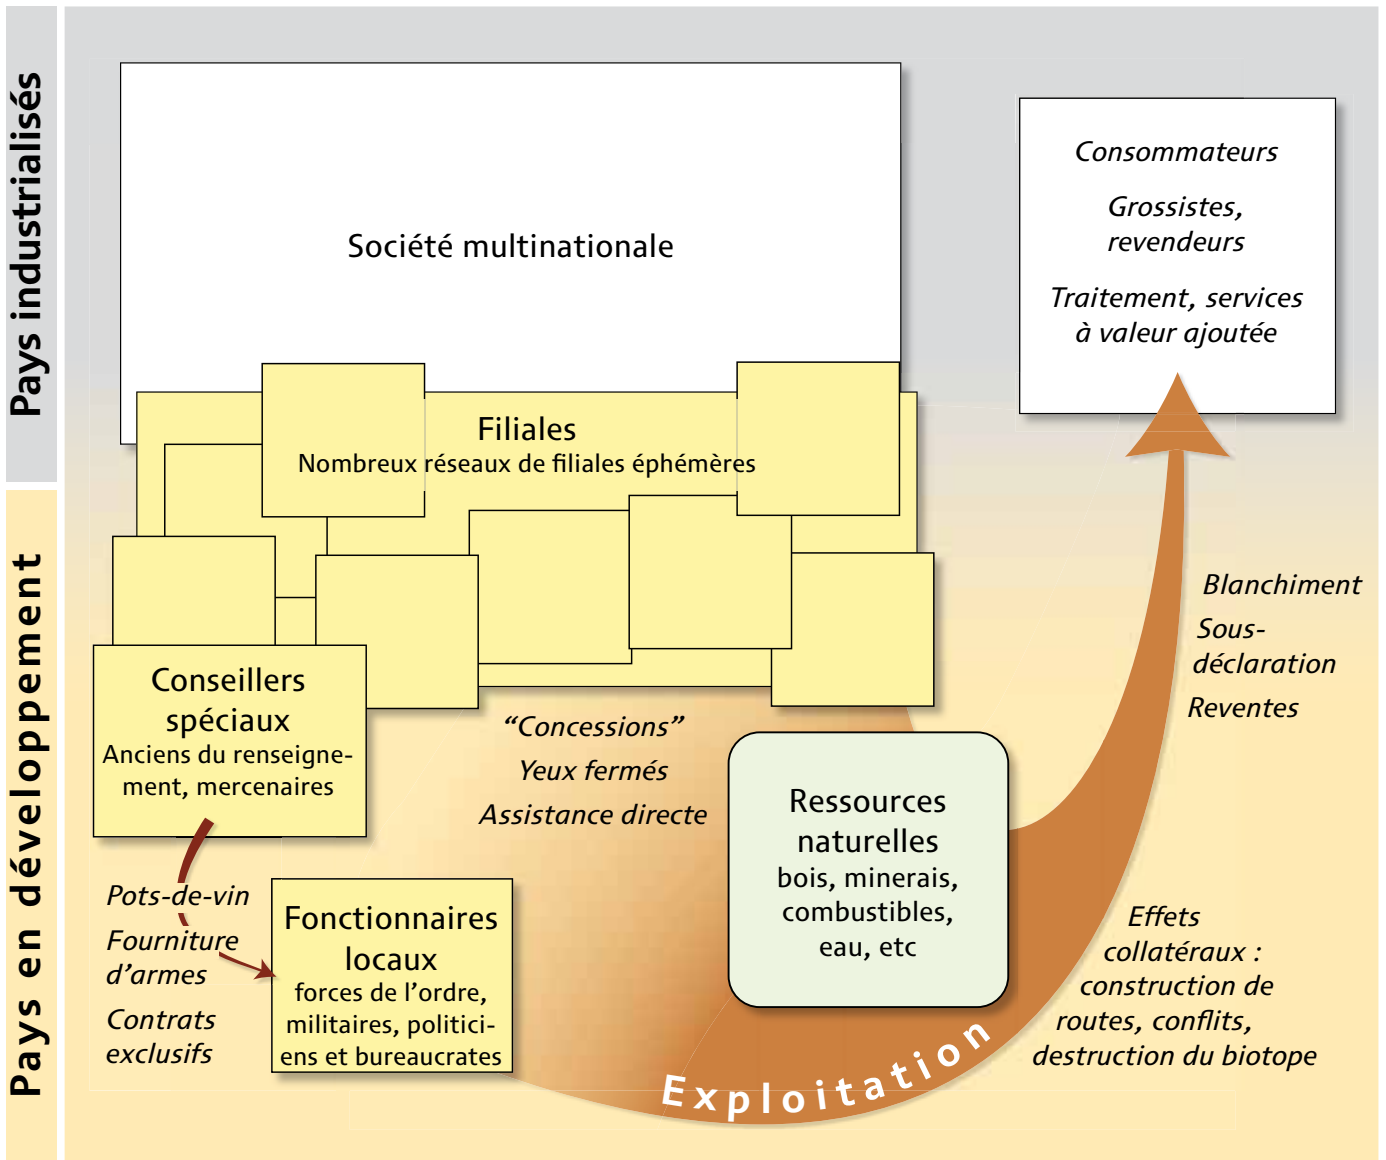 Pays industrialisés
Pays en développement
Société multinationale
Consommateurs
Grossistes,
revendeurs
Traitement, services
à valeur ajoutée
Filiales
Nombreux réseaux de filiales éphémères
Conseillers
spéciaux
Anciens du renseigne-
ment, mercenaires
“Concessions”
Yeux fermés
Assistance directe
Blanchiment
Sous-
déclaration
Reventes
Ressources
naturelles
bois, minerais,
combustibles,
eau, etc
Pots-de-vin
Fourniture
d’armes
Contrats
exclusifs
Fonctionnaires
locaux
forces de l’ordre,
militaires, politici-
ens et bureaucrates
Exploitation
Effets
collatéraux :
construction de
routes, conflits,
destruction du biotope